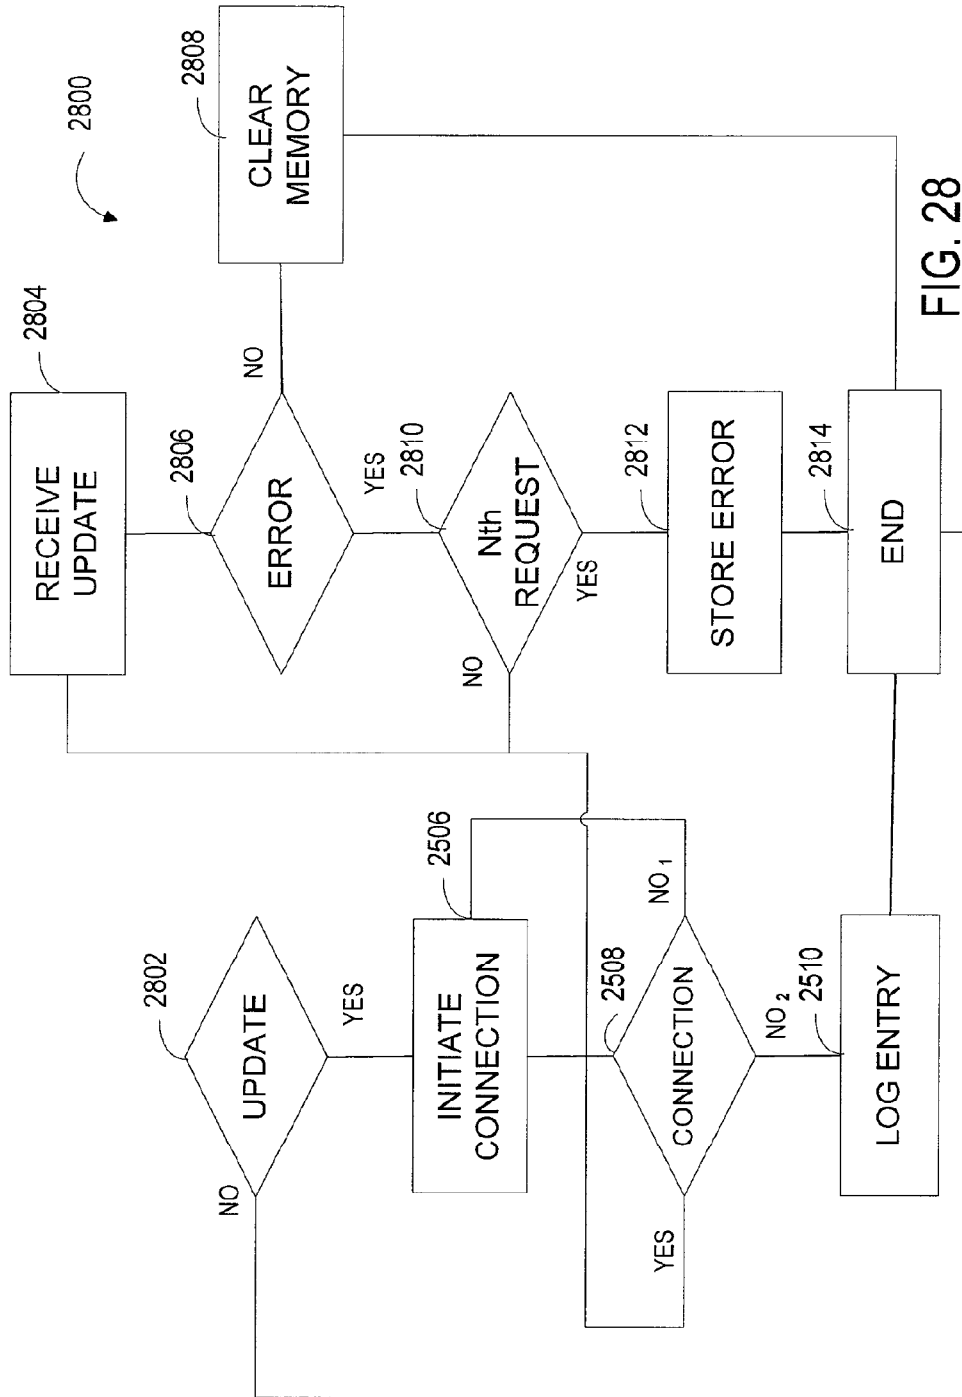 2800
2802
UPDATE
NO
YES
2506
INITIATE
CONNECTION
2508
CONNECTION
YES
NO1
NO2
2510
LOG ENTRY
2804
RECEIVE
UPDATE
2806
ERROR
NO
YES
2808
CLEAR
MEMORY
2810
Nth
REQUEST
NO
YES
2812
STORE ERROR
2814
END
FIG. 28